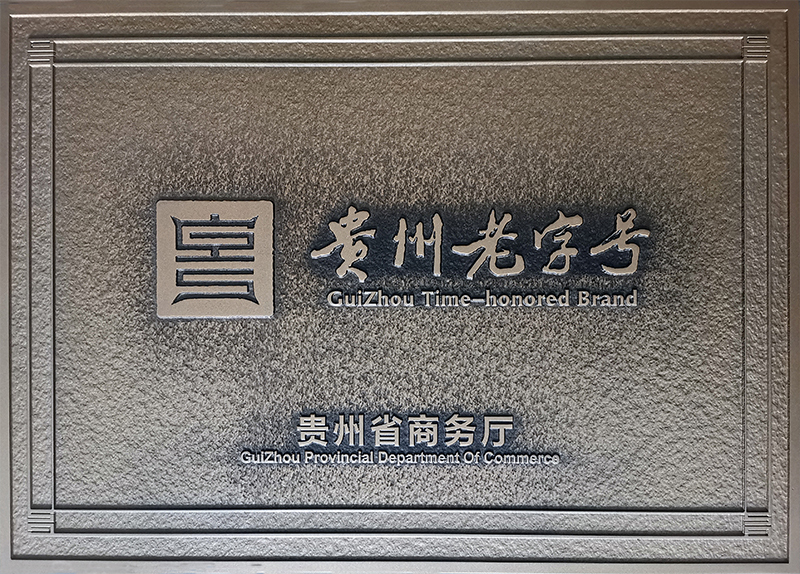 贵州老字号
GuiZhou Time-honored Brand
贵州省商务厅
GuiZhou Provincial Department Of Commerce